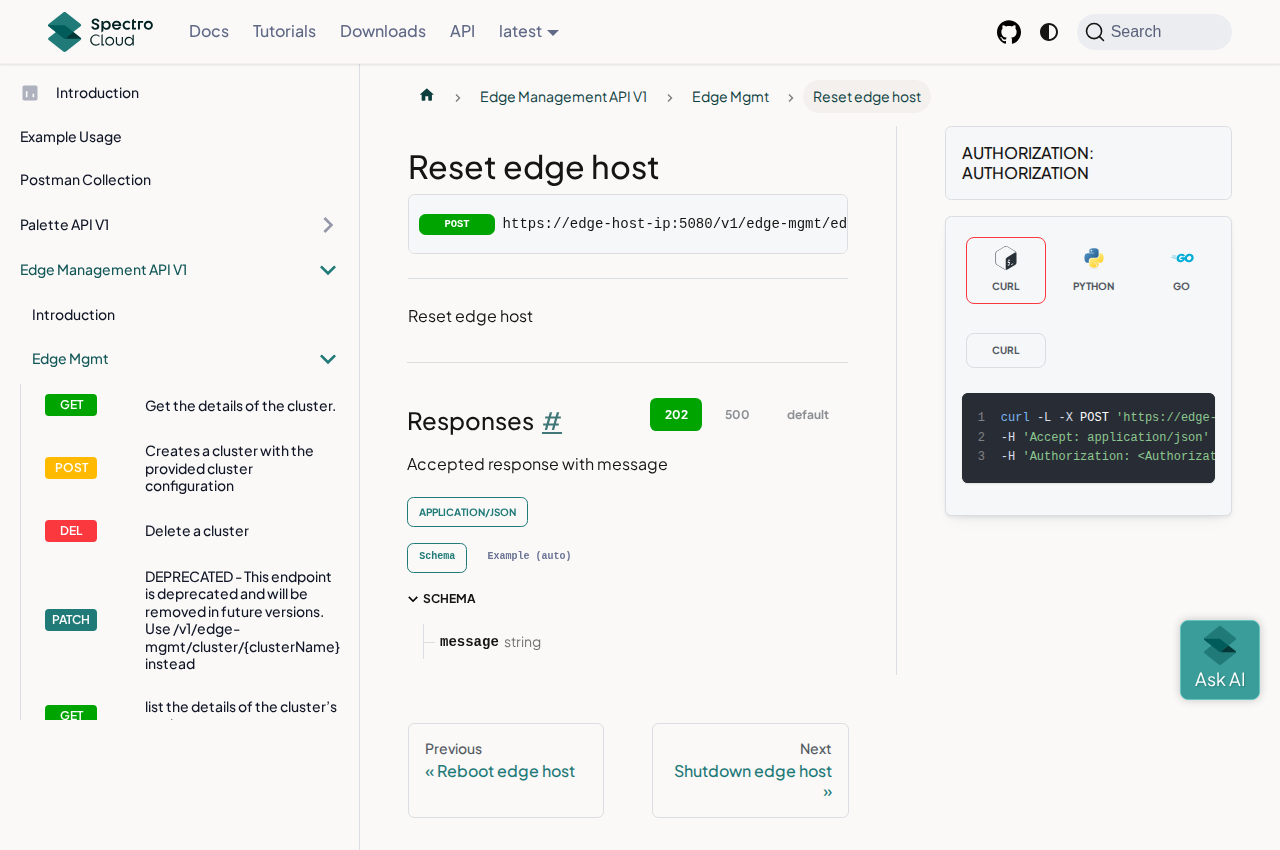 Spectro Cloud
Docs
Tutorials
Downloads
API
latest
Search
Introduction
Example Usage
Postman Collection
Palette API V1
Edge Management API V1
Introduction
Edge Mgmt
GET
Get the details of the cluster.
POST
Creates a cluster with the
provided cluster
configuration
DEL
Delete a cluster
PATCH
DEPRECATED - This endpoint
is deprecated and will be
removed in future versions.
Use /v1/edge-
mgmt/cluster/{clusterName}
instead
GET
list the details of the cluster's
Edge Management API V1
Edge Mgmt
Reset edge host
Reset edge host
POST
https://edge-host-ip:5080/v1/edge-mgmt/ed
Reset edge host
Responses #
202
500
default
Accepted response with message
APPLICATION/JSON
Schema
Example (auto)
SCHEMA
message string
Previous
« Reboot edge host
Next
Shutdown edge host
»
AUTHORIZATION:
AUTHORIZATION
CURL
PYTHON
GO
GO
CURL
1 curl -L -X POST 'https://edge-
2 -H 'Accept: application/json'
3 -H 'Authorization: <Authorizat
Ask AI